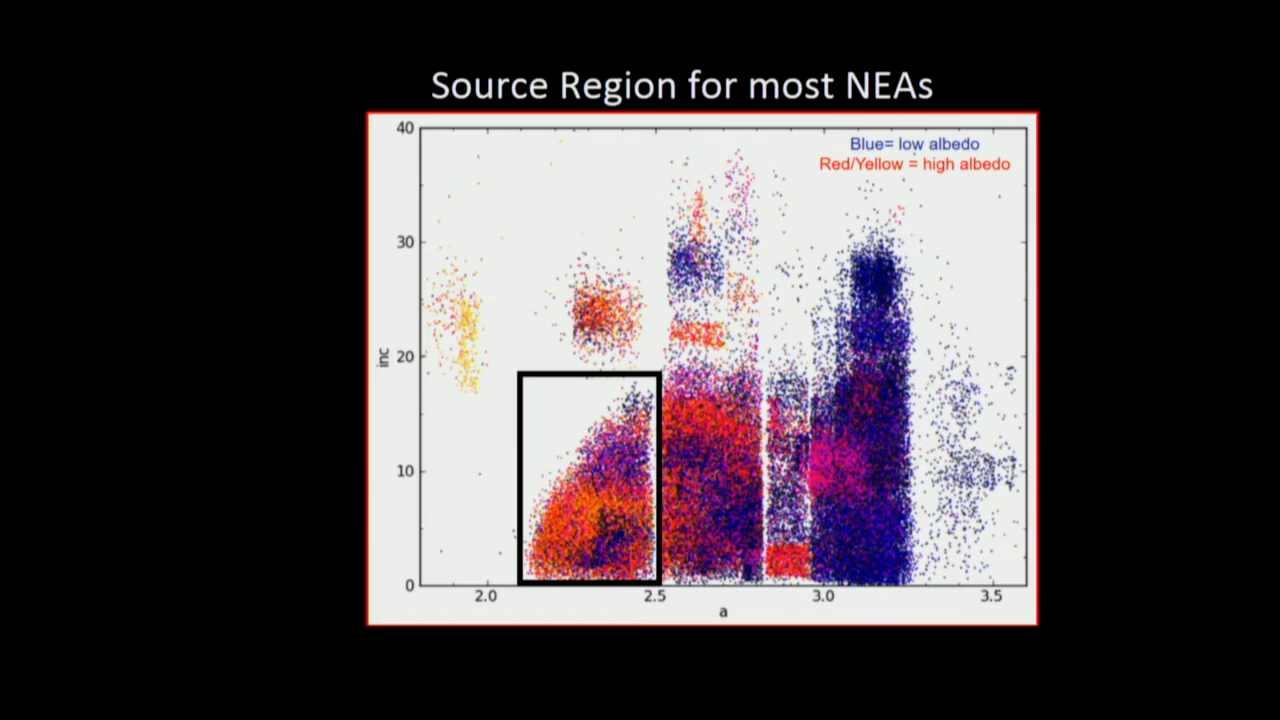 Source Region for most NEAs
Blue= low albedo
Red/Yellow = high albedo
40
30
20
10
0
inc
2.0
2.5
3.0
3.5
a